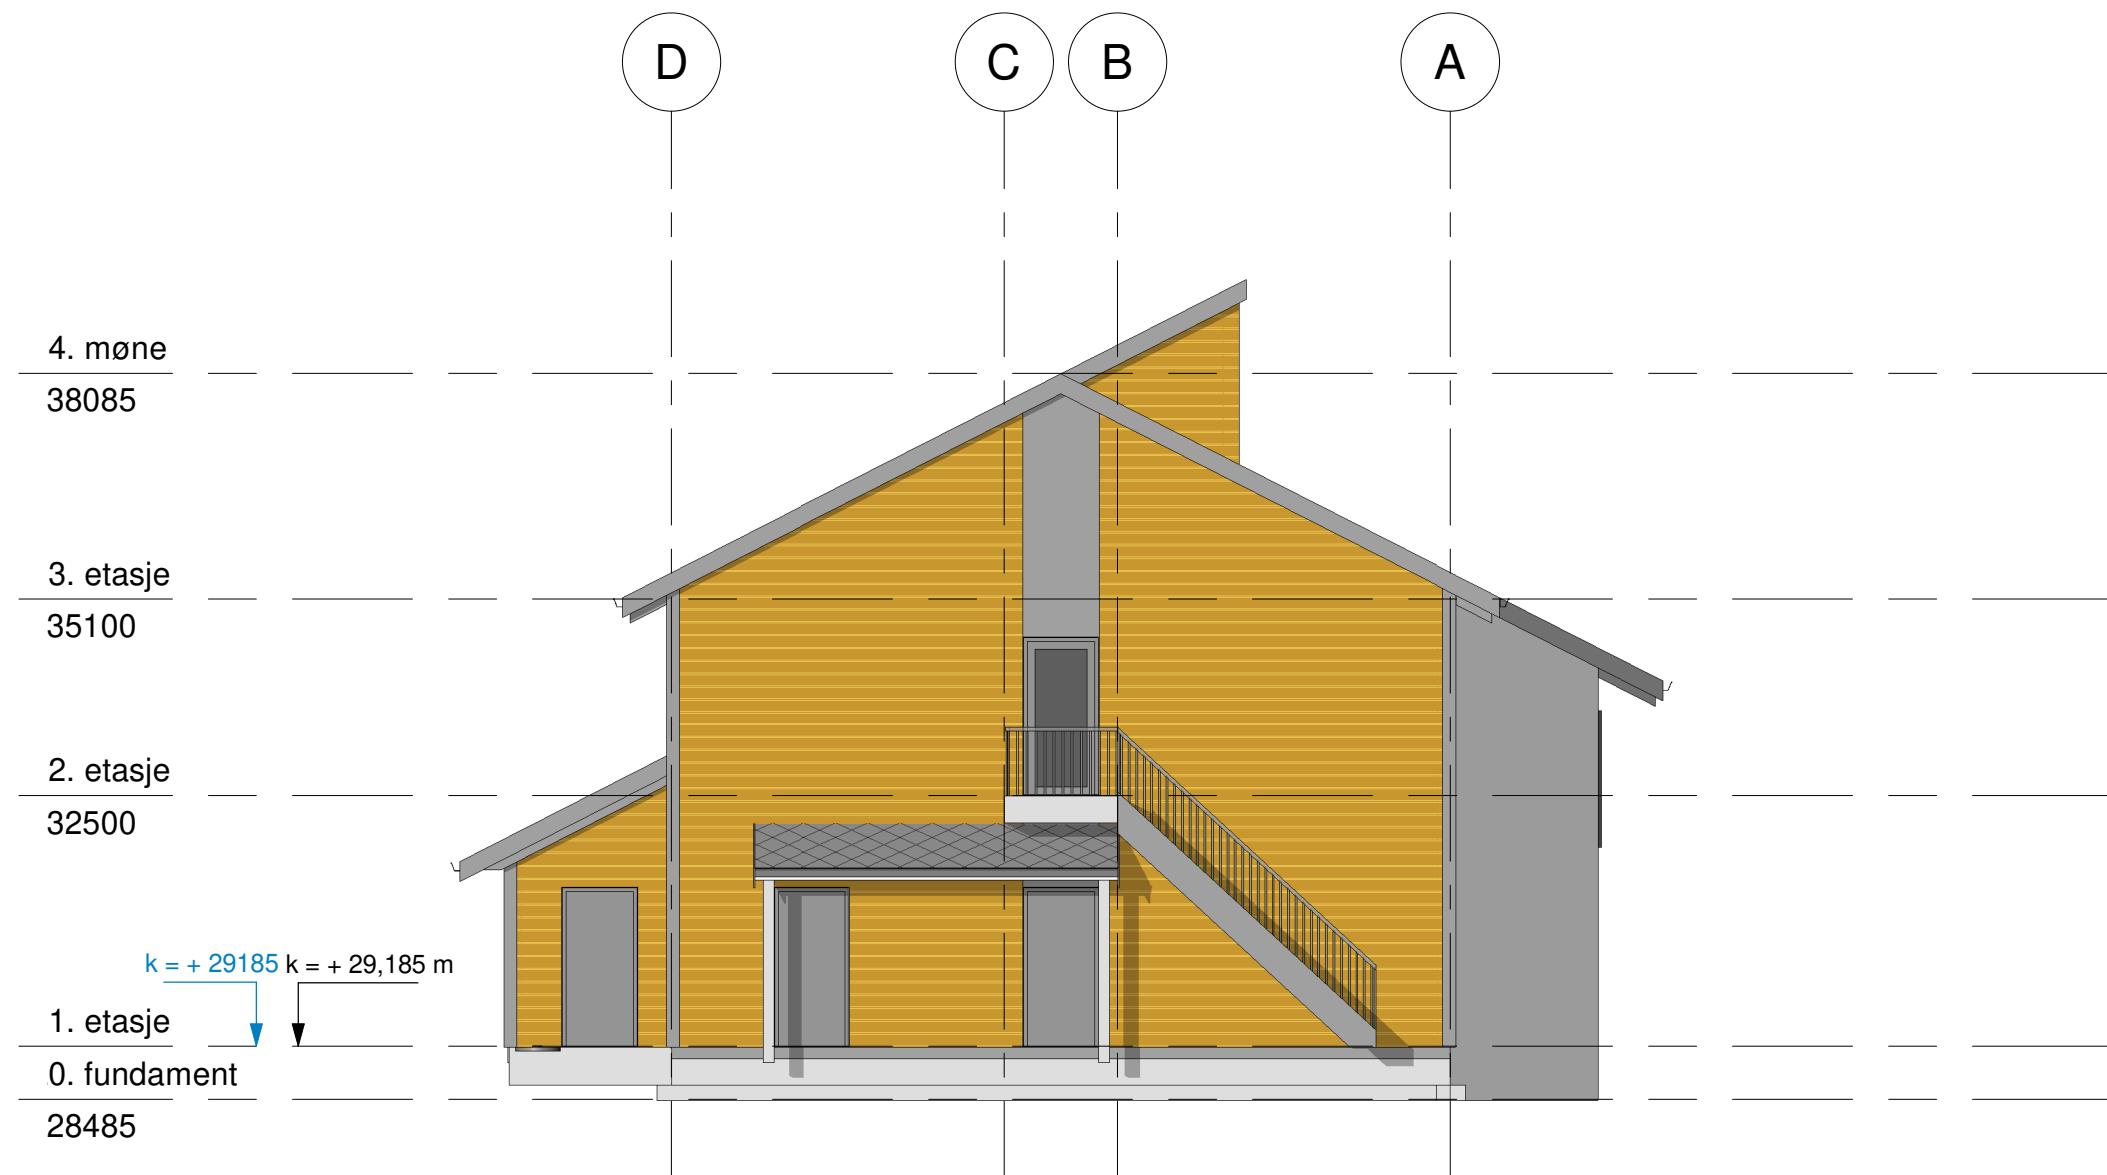 D C B A
4. møne
38085
3. etasje
35100
2. etasje
32500
k = + 29185 k = + 29,185 m
1. etasje
0. fundament
28485